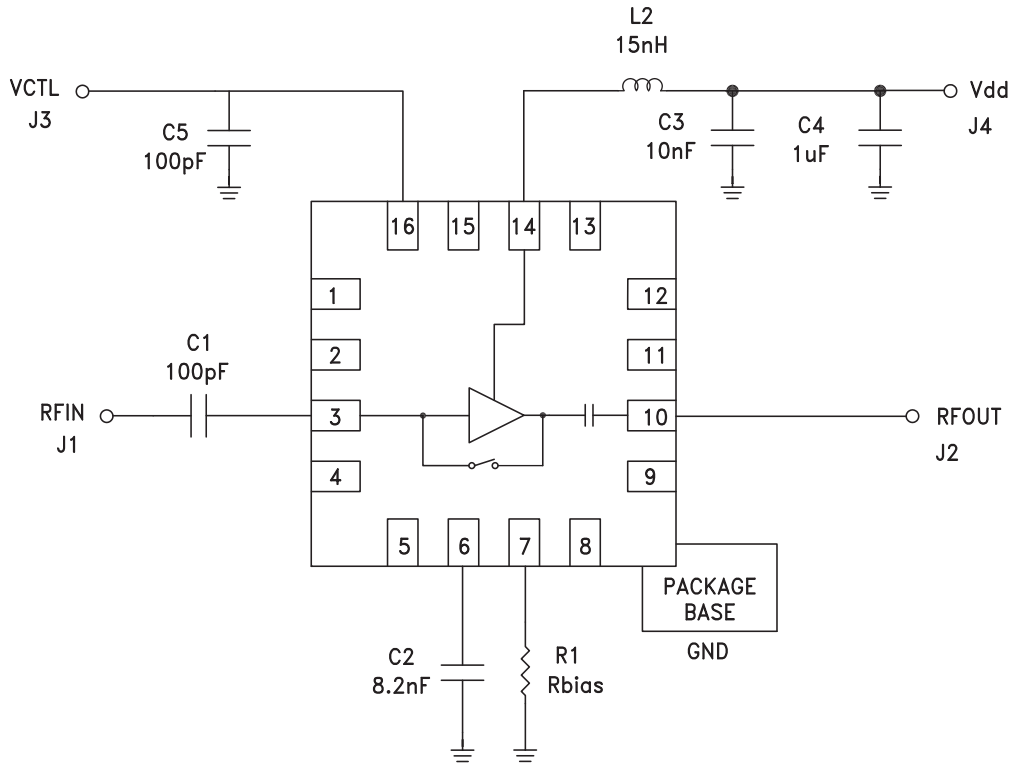 L2
15nH
VCTL
J3
C5
100pF
C3
10nF
C4
1uF
Vdd
J4
16
15
14
13
1
12
2
11
C1
100pF
RFIN
J1
3
10
RFOUT
J2
4
9
5
6
7
8
PACKAGE
BASE
GND
C2
8.2nF
R1
Rbias